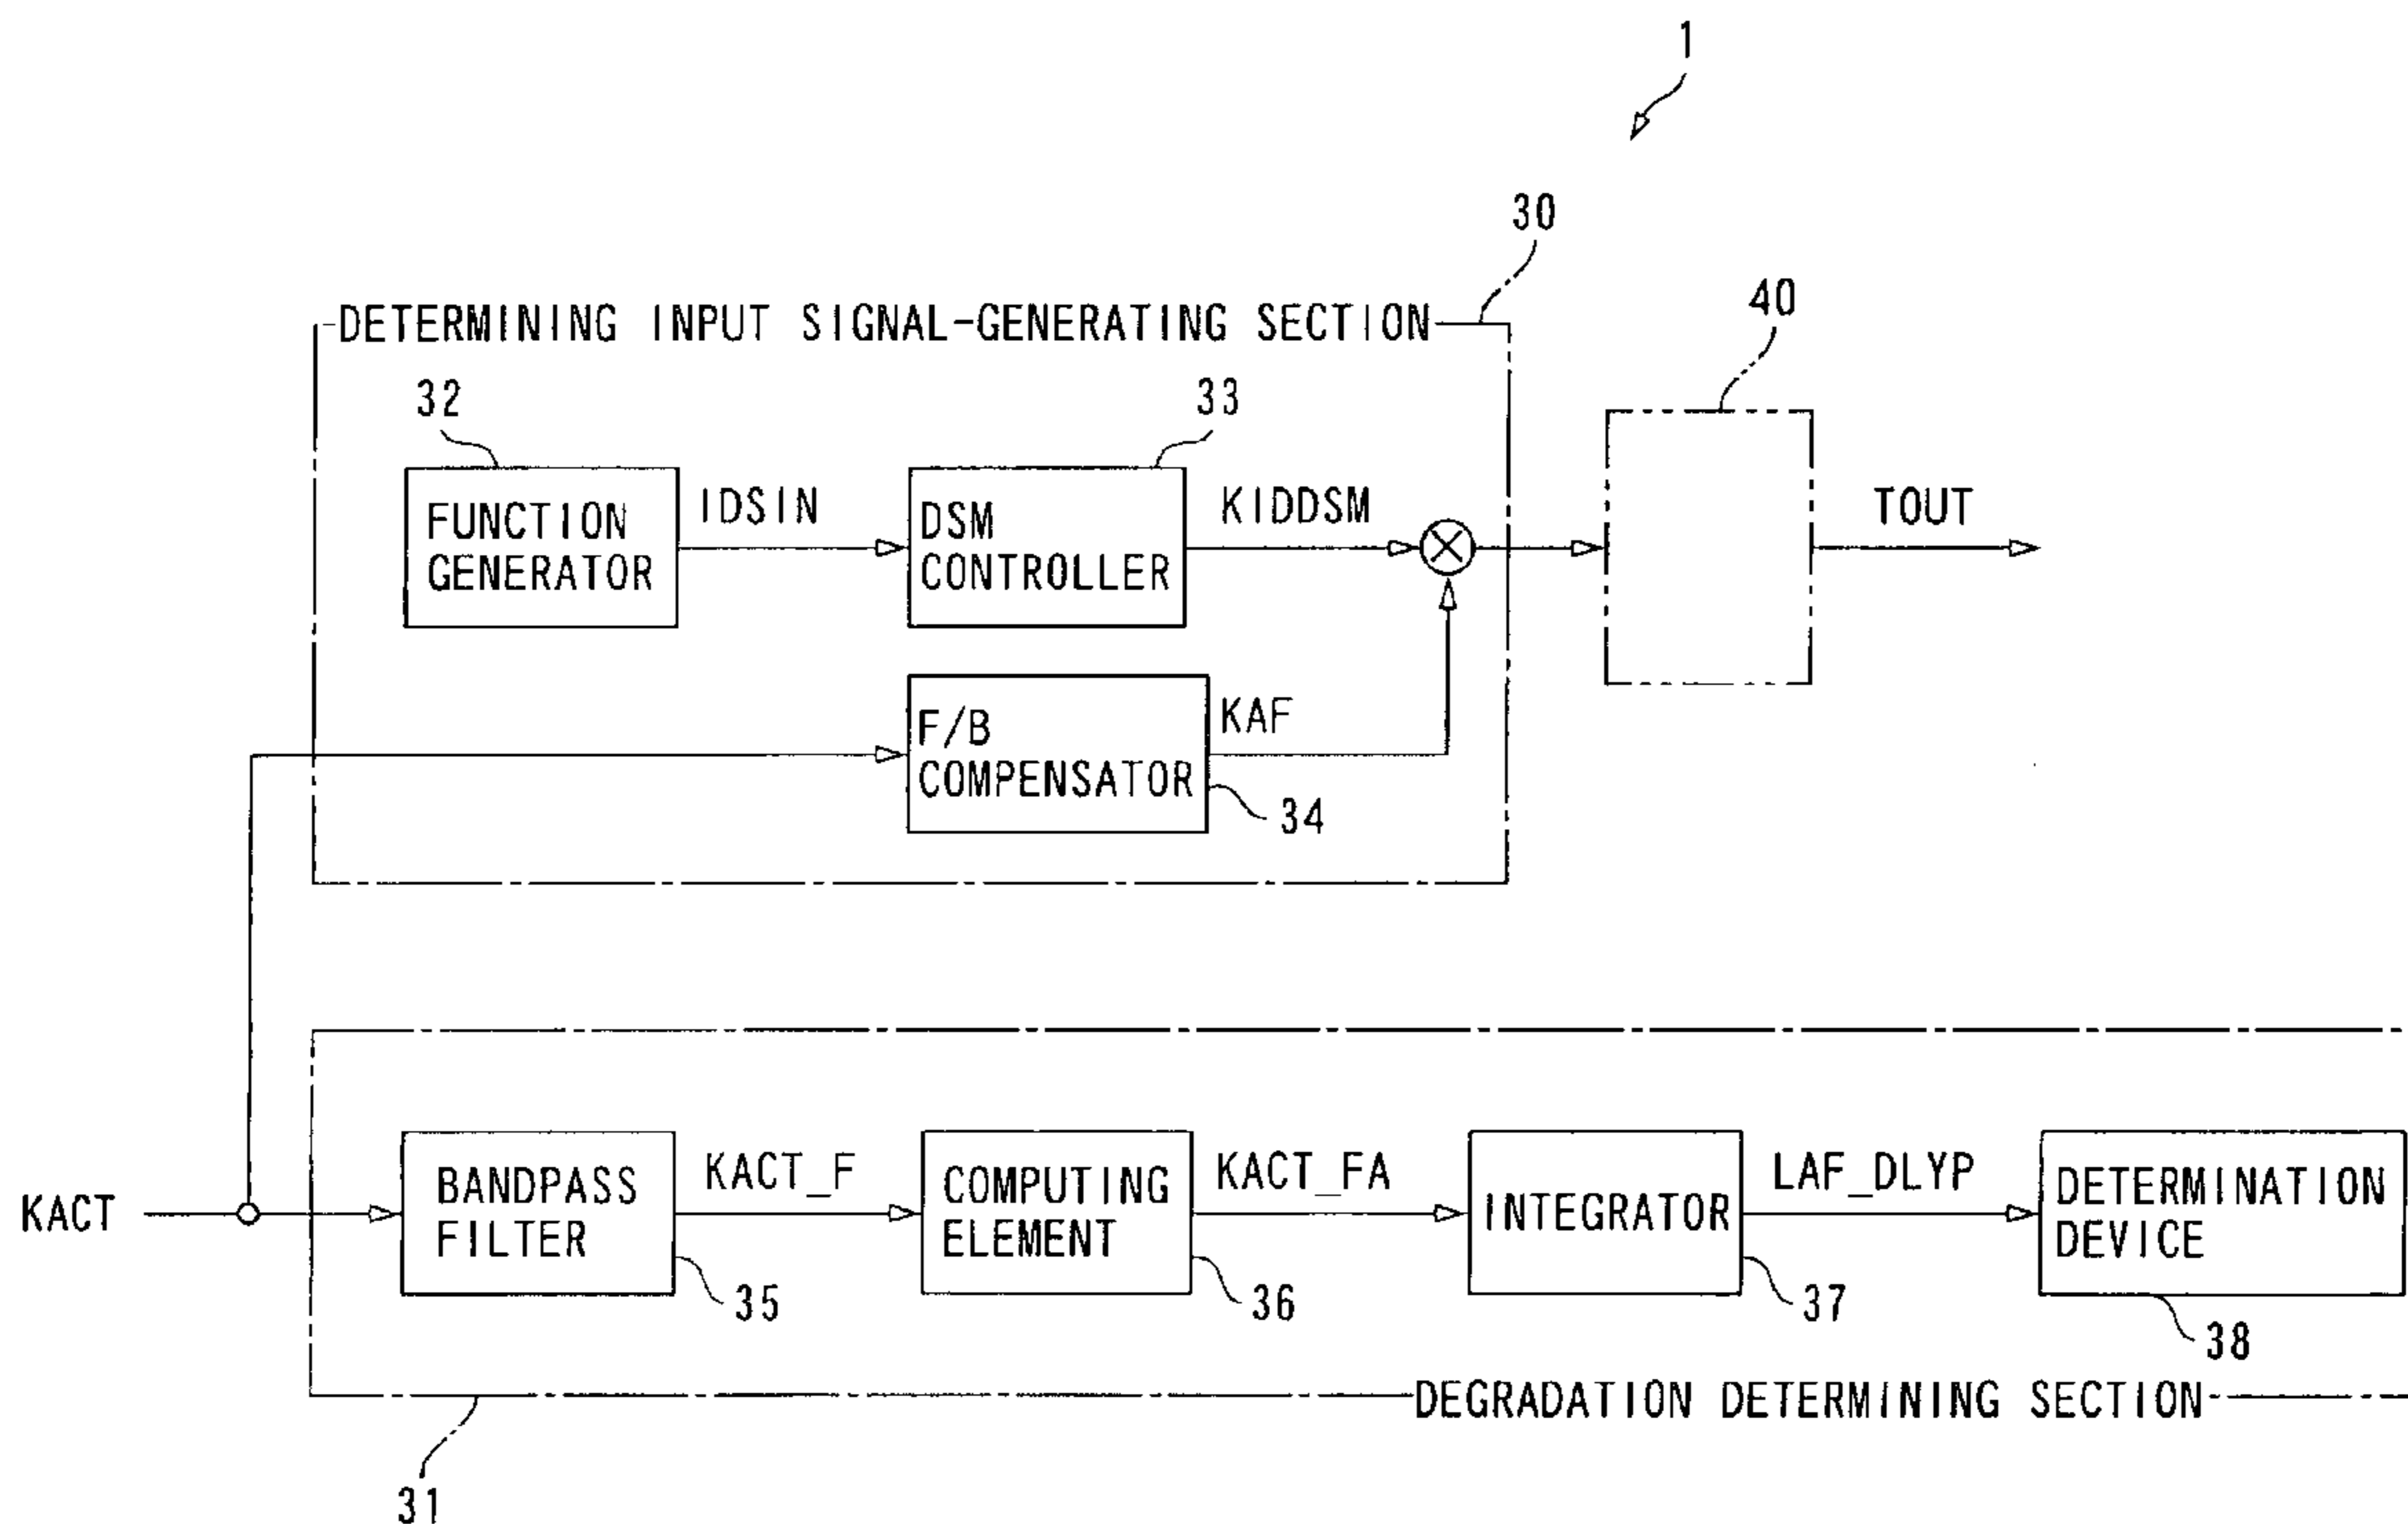 1
30
DETERMINING INPUT SIGNAL-GENERATING SECTION
40
32
33
FUNCTION
GENERATOR
IDSIN
DSM
CONTROLLER
KIDDSM
TOUT
F/B
COMPENSATOR
KAF
34
KACT
BANDPASS
FILTER
35
KACT_F
COMPUTING
ELEMENT
36
KACT_FA
INTEGRATOR
37
LAF_DLYP
DETERMINATION
DEVICE
38
DEGRADATION DETERMINING SECTION
31